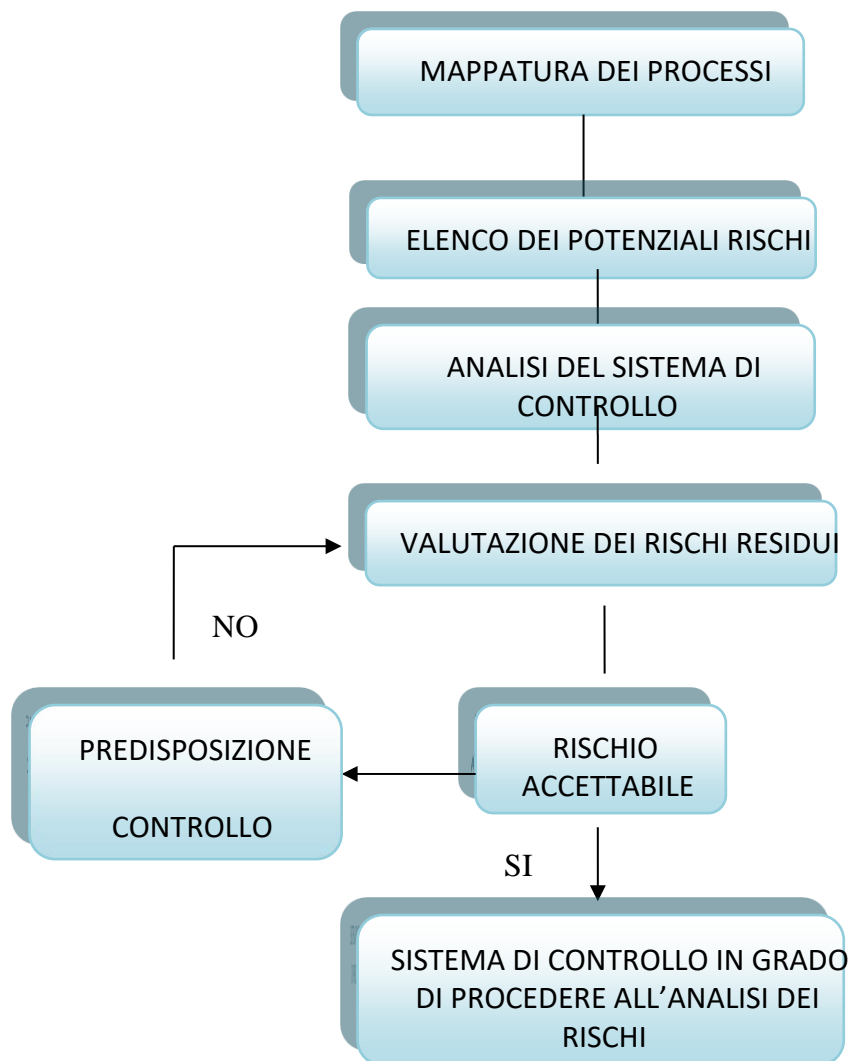 MAPPATURA DEI PROCESSI
ELENCO DEI POTENZIALI RISCHI
ANALISI DEL SISTEMA DI
CONTROLLO
VALUTAZIONE DEI RISCHI RESIDUI
NO
PREDISPOSIZIONE
CONTROLLO
RISCHIO
ACCETTABILE
SI
SISTEMA DI CONTROLLO IN GRADO
DI PROCEDERE ALL’ANALISI DEI
RISCHI